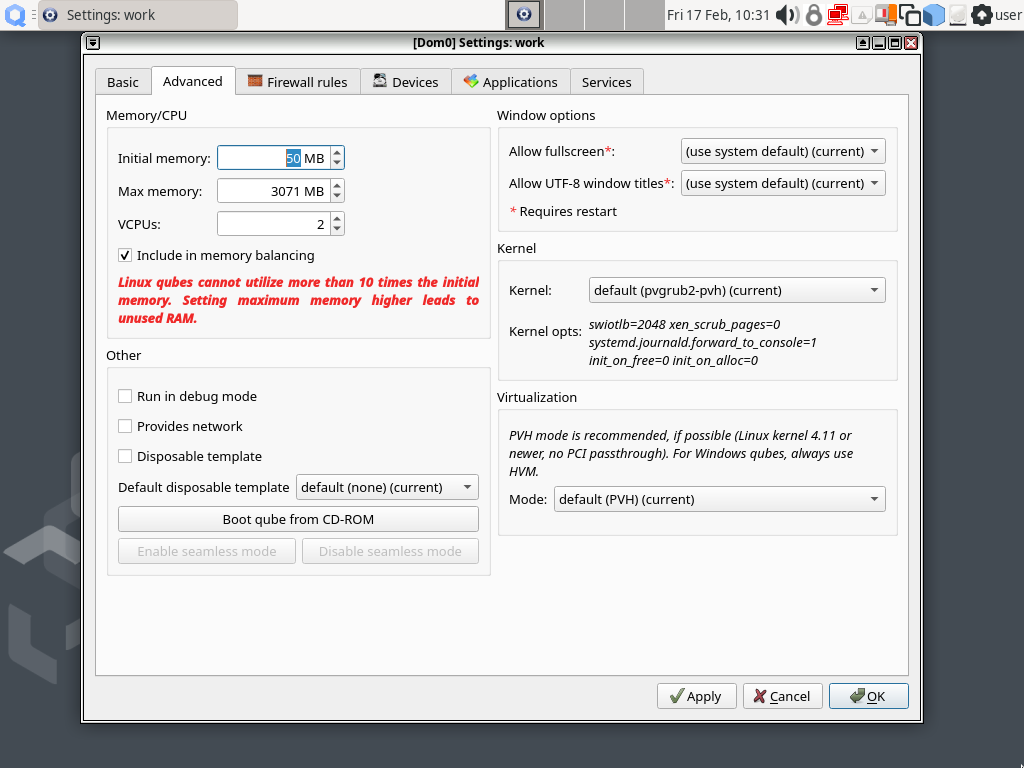 Settings: work
Fri 17 Feb, 10:31
user
[Dom0] Settings: work
Basic
Advanced
Firewall rules
Devices
Applications
Services
Memory/CPU
Initial memory:
50 MB
Max memory:
3071 MB
VCPUs:
2
Include in memory balancing
Linux qubes cannot utilize more than 10 times the initial
memory. Setting maximum memory higher leads to
unused RAM.
Other
Run in debug mode
Provides network
Disposable template
Default disposable template
default (none) (current)
Boot qube from CD-ROM
Enable seamless mode
Disable seamless mode
Window options
Allow fullscreen*:
(use system default) (current)
Allow UTF-8 window titles*:
(use system default) (current)
* Requires restart
Kernel
Kernel:
default (pvgrub2-pvh) (current)
Kernel opts:
swiotlb=2048 xen_scrub_pages=0
systemd.journald.forward_to_console=1
init_on_free=0 init_on_alloc=0
Virtualization
PVH mode is recommended, if possible (Linux kernel 4.11 or
newer, no PCI passthrough). For Windows qubes, always use
HVM.
Mode:
default (PVH) (current)
Apply
Cancel
OK